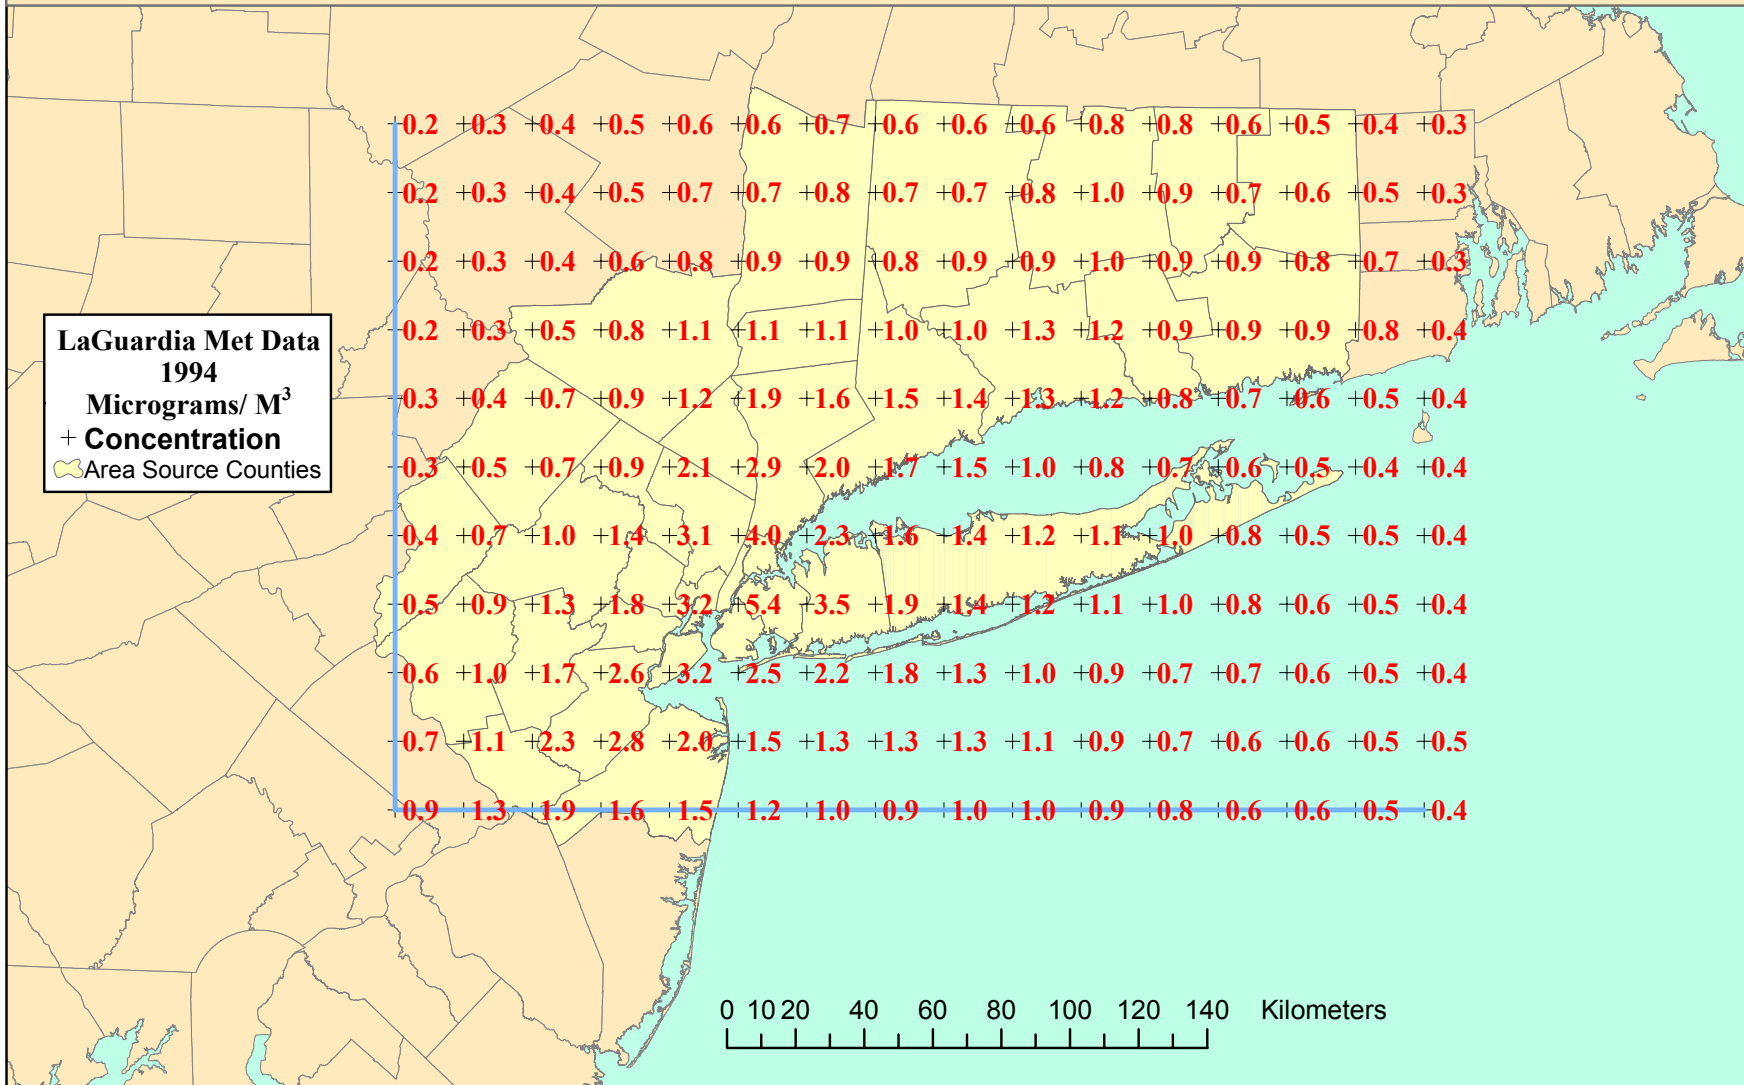 +0.2 +0.3 +0.4 +0.5 +0.6 +0.6 +0.7 +0.6 +0.6 +0.6 +0.8 +0.8 +0.6 +0.5 +0.4 +0.3
+0.2 +0.3 +0.4 +0.5 +0.7 +0.7 +0.8 +0.7 +0.7 +0.8 +1.0 +0.9 +0.7 +0.6 +0.5 +0.3
+0.2 +0.3 +0.4 +0.6 +0.8 +0.9 +0.9 +0.8 +0.9 +0.9 +1.0 +0.9 +0.9 +0.8 +0.7 +0.3
+0.2 +0.3 +0.5 +0.8 +1.1 +1.1 +1.1 +1.0 +1.0 +1.3 +1.2 +0.9 +0.9 +0.9 +0.8 +0.4
+0.3 +0.4 +0.7 +0.9 +1.2 +1.9 +1.6 +1.5 +1.4 +1.3 +1.2 +0.8 +0.7 +0.6 +0.5 +0.4
+0.3 +0.5 +0.7 +0.9 +2.1 +2.9 +2.0 +1.7 +1.5 +1.0 +0.8 +0.7 +0.6 +0.5 +0.4 +0.4
+0.4 +0.7 +1.0 +1.4 +3.1 +4.0 +2.3 +1.6 +1.4 +1.2 +1.1 +1.0 +0.8 +0.5 +0.5 +0.4
+0.5 +0.9 +1.3 +1.8 +3.2 +5.4 +3.5 +1.9 +1.4 +1.2 +1.1 +1.0 +0.8 +0.6 +0.5 +0.4
+0.6 +1.0 +1.7 +2.6 +3.2 +2.5 +2.2 +1.8 +1.3 +1.0 +0.9 +0.7 +0.7 +0.6 +0.5 +0.4
+0.7 +1.1 +2.3 +2.8 +2.0 +1.5 +1.3 +1.3 +1.3 +1.1 +0.9 +0.7 +0.6 +0.6 +0.5 +0.5
+0.9 +1.3 +1.9 +1.6 +1.5 +1.2 +1.0 +0.9 +1.0 +1.0 +0.9 +0.8 +0.6 +0.6 +0.5 +0.4
LaGuardia Met Data
1994
Micrograms/ M³
+ Concentration
Area Source Counties
0 10 20 40 60 80 100 120 140 Kilometers